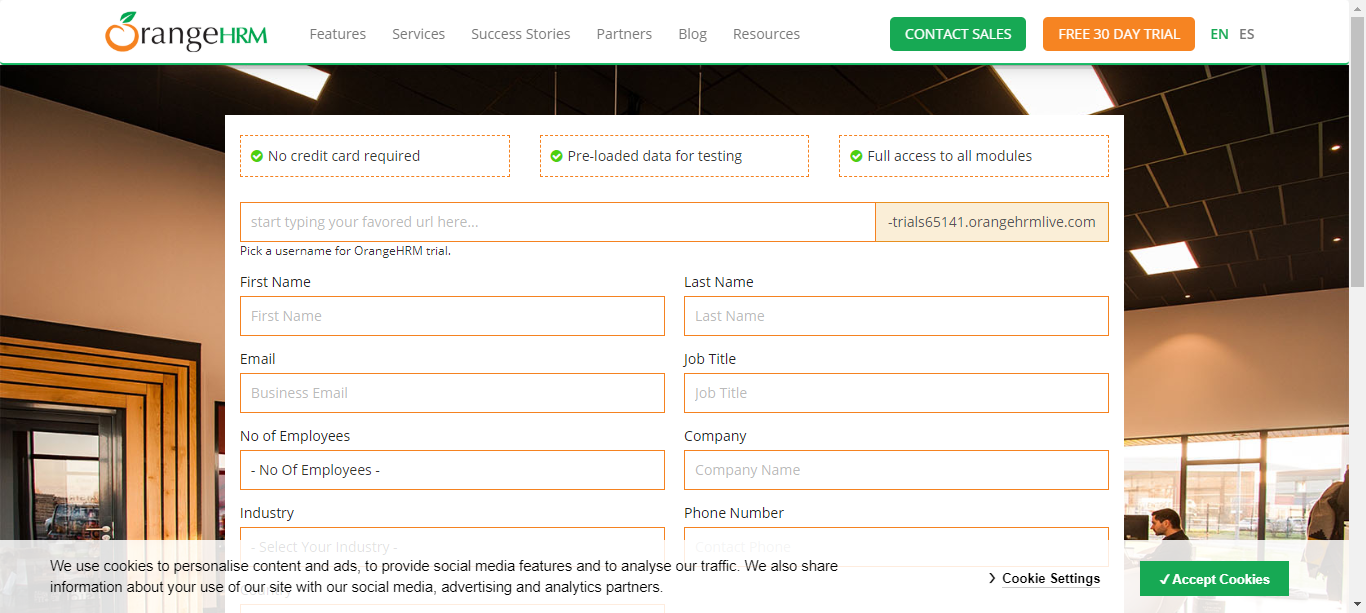 OrangeHRM
Features Services Success Stories Partners Blog Resources
CONTACT SALES
FREE 30 DAY TRIAL
EN ES
No credit card required
Pre-loaded data for testing
Full access to all modules
start typing your favored url here...
-trials65141.orangehrmlive.com
Pick a username for OrangeHRM trial.
First Name
Last Name
First Name
Last Name
Email
Job Title
Business Email
Job Title
No of Employees
Company
- No Of Employees -
Company Name
Industry
Phone Number
- Select Your Industry -
Contact Phone
We use cookies to personalise content and ads, to provide social media features and to analyse our traffic. We also share
information about your use of our site with our social media, advertising and analytics partners.
Cookie Settings
Accept Cookies
Country